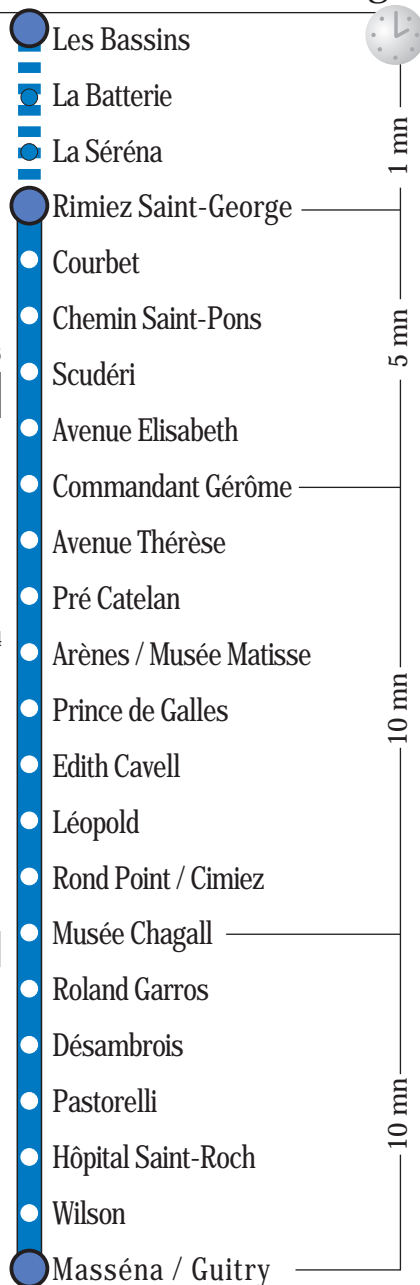 Les Bassins
La Batterie
La Séréna
1 mn
Rimiez Saint-George
Courbet
Chemin Saint-Pons
5 mn
Scudéri
Avenue Elisabeth
Commandant Gérôme
Avenue Thérèse
Pré Catelan
Arènes / Musée Matisse
10 mn
Prince de Galles
Edith Cavell
Léopold
Rond Point / Cimiez
Musée Chagall
Roland Garros
Désambrois
Pastorelli
10 mn
Hôpital Saint-Roch
Wilson
Masséna / Guitry